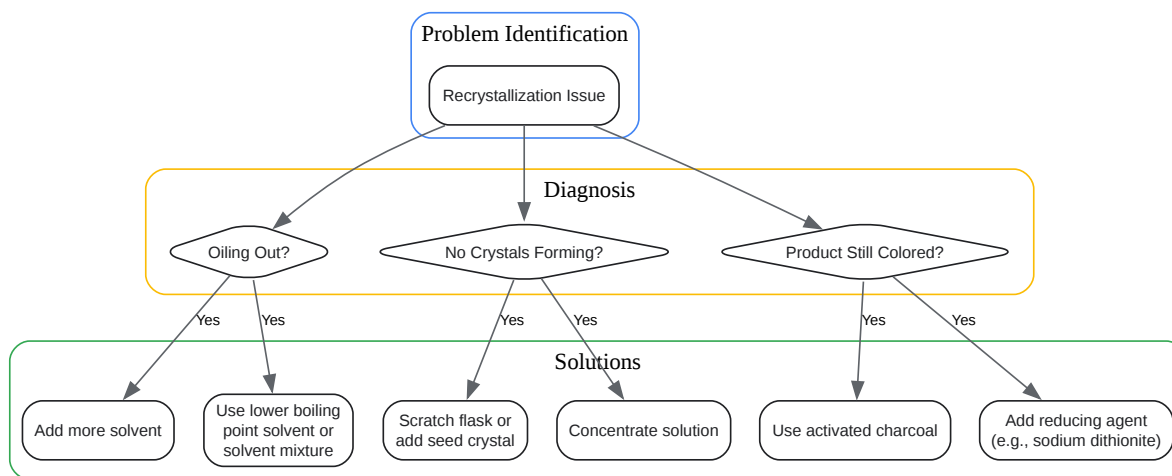 Problem Identification
Recrystallization Issue
Diagnosis
Oiling Out?
No Crystals Forming?
Product Still Colored?
Yes
Yes
Yes
Yes
Yes
Yes
Solutions
Add more solvent
Use lower boiling
point solvent or
solvent mixture
Scratch flask or
add seed crystal
Concentrate solution
Use activated charcoal
Add reducing agent
(e.g., sodium dithionite)